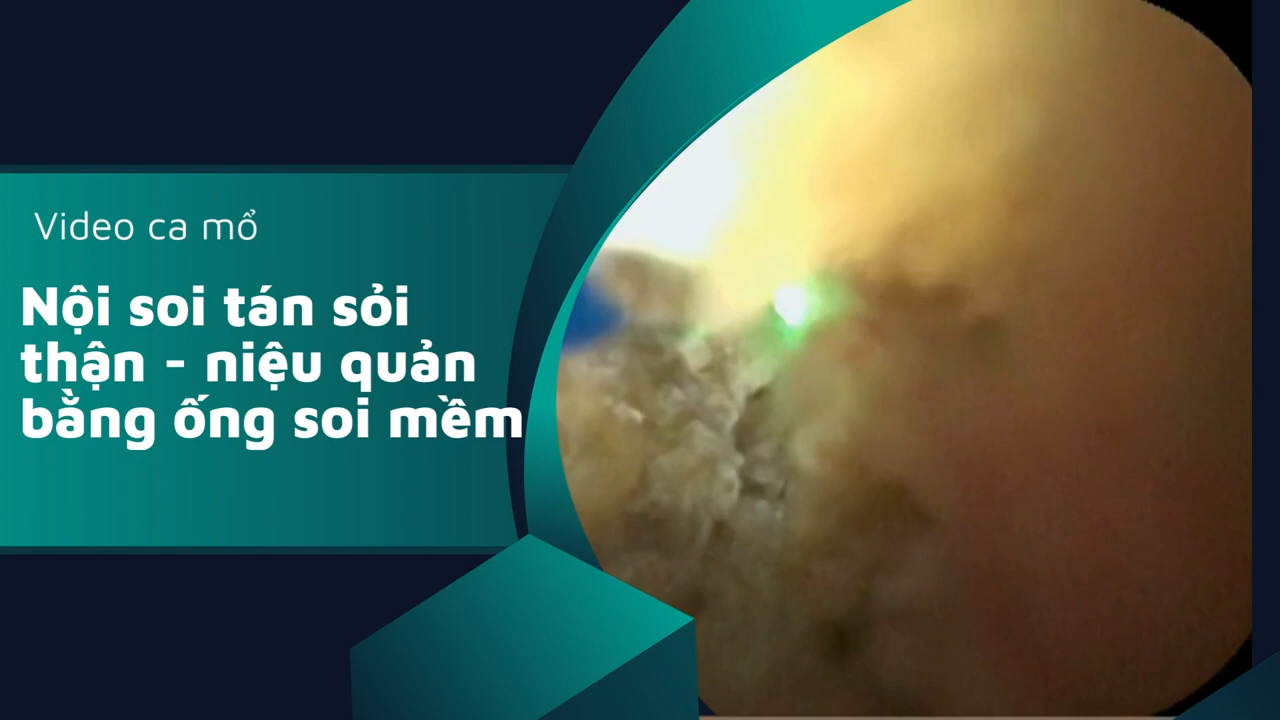 Video ca mổ
Nội soi tán sỏi
thận - niệu quản
bằng ống soi mềm